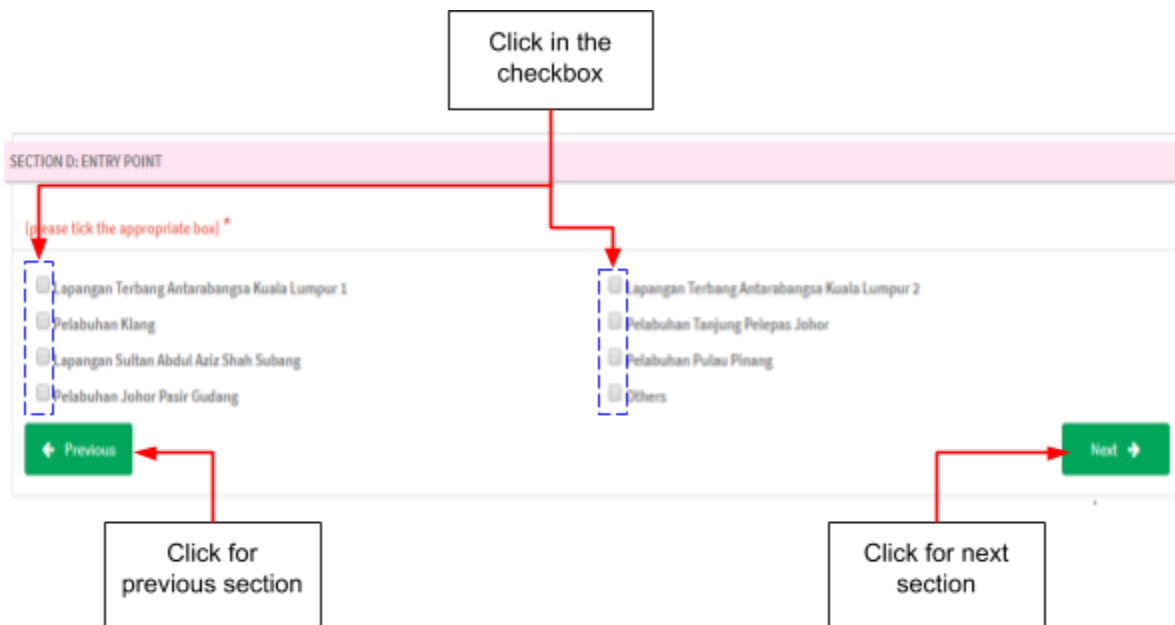 Click in the
checkbox
SECTION D: ENTRY POINT
(please tick the appropriate box) *
Lapangan Terbang Antarabangsa Kuala Lumpur 1
Lapangan Terbang Antarabangsa Kuala Lumpur 2
Pelabuhan Klang
Pelabuhan Tanjung Pelepas Johor
Lapangan Sultan Abdul Aziz Shah Subang
Pelabuhan Pulau Pinang
Pelabuhan Johor Pasir Gudang
Others
Previous
Next
Click for
previous section
Click for next
section